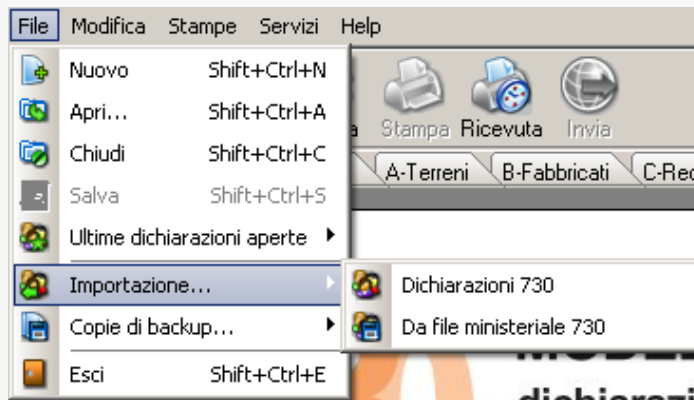 File Modifica Stampe Servizi Help
Nuovo Shift+Ctrl+N
Apri... Shift+Ctrl+A
Chiudi Shift+Ctrl+C
Salva Shift+Ctrl+S
Ultime dichiarazioni aperte
Importazione...
Copie di backup...
Esci Shift+Ctrl+E
Stampa Ricevuta Invia
A-Terreni B-Fabbricati C-Red
Dichiarazioni 730
Da file ministeriale 730